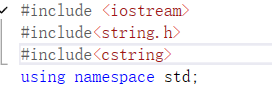 #include <iostream>
#include<string.h>
#include<cstring>
using namespace std;